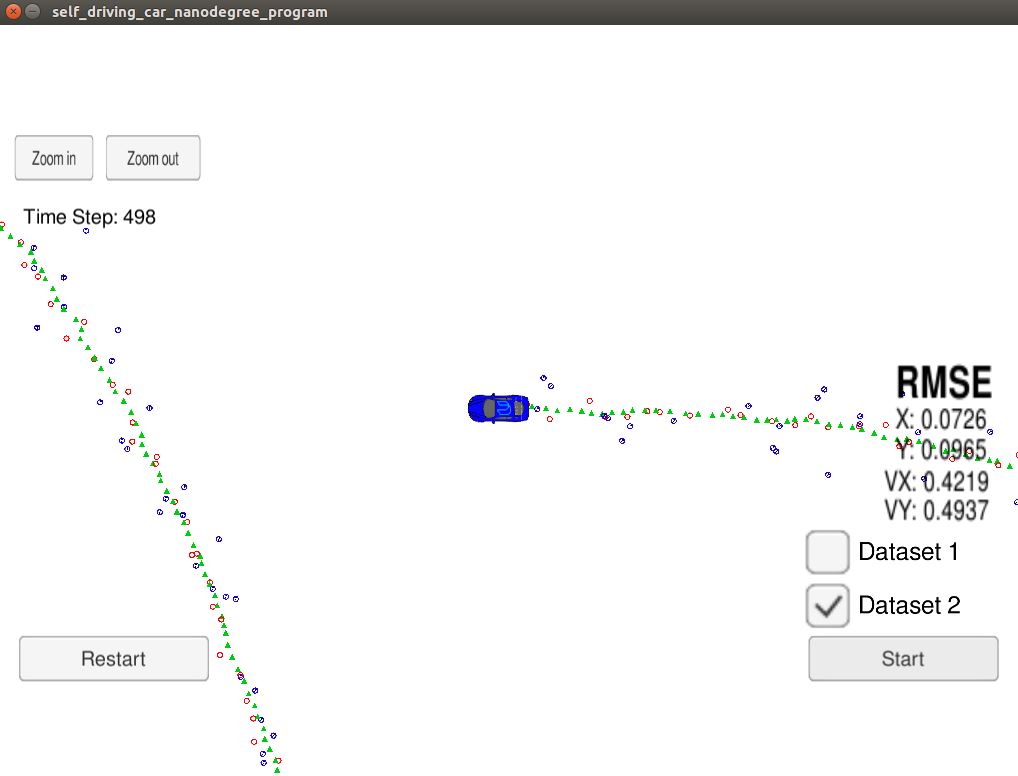 self_driving_car_nanodegree_program
Zoom in Zoom out
Time Step: 498
RMSE
X: 0.0726
Y: 0.0965
VX: 0.4219
VY: 0.4937
Dataset 1
Dataset 2
Restart Start